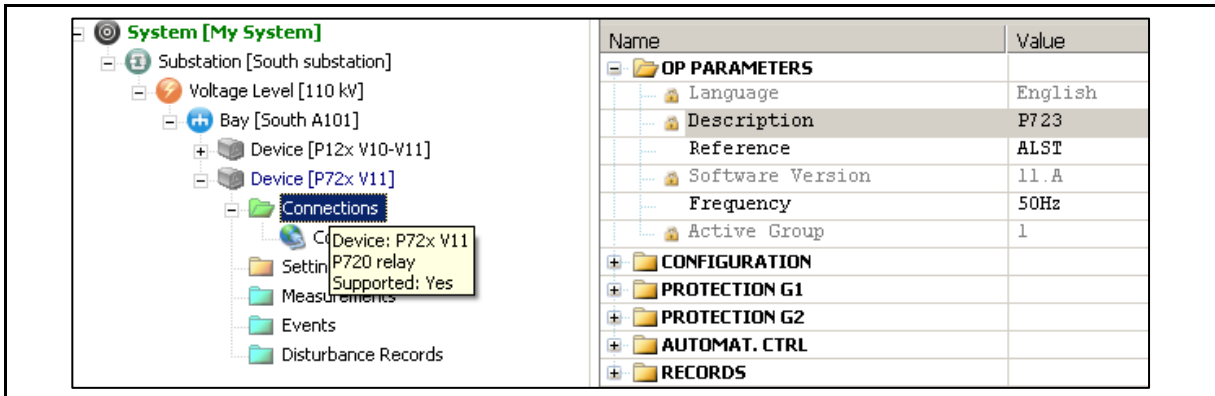 System [My System]
Substation [South substation]
Voltage Level [110 kV]
Bay [South A101]
Device [P12x V10-V11]
Device [P72x V11]
Connections
Device: P72x V11
P720 relay
Supported: Yes
Measurements
Events
Disturbance Records
Name Value
OP PARAMETERS
Language English
Description P723
Reference ALST
Software Version 11.A
Frequency 50Hz
Active Group 1
CONFIGURATION
PROTECTION G1
PROTECTION G2
AUTOMAT. CTRL
RECORDS